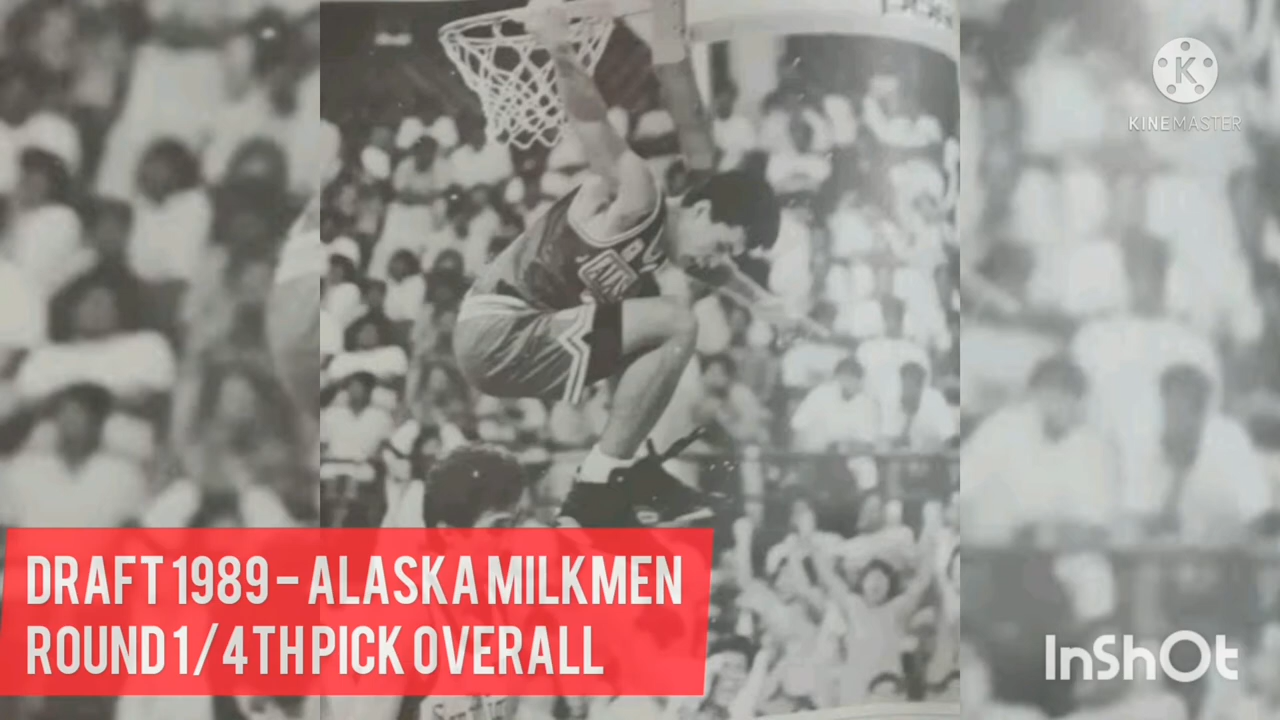 K
KINEMASTER
DRAFT 1989 – ALASKA MILKMEN
ROUND 1 / 4TH PICK OVERALL
InShOt